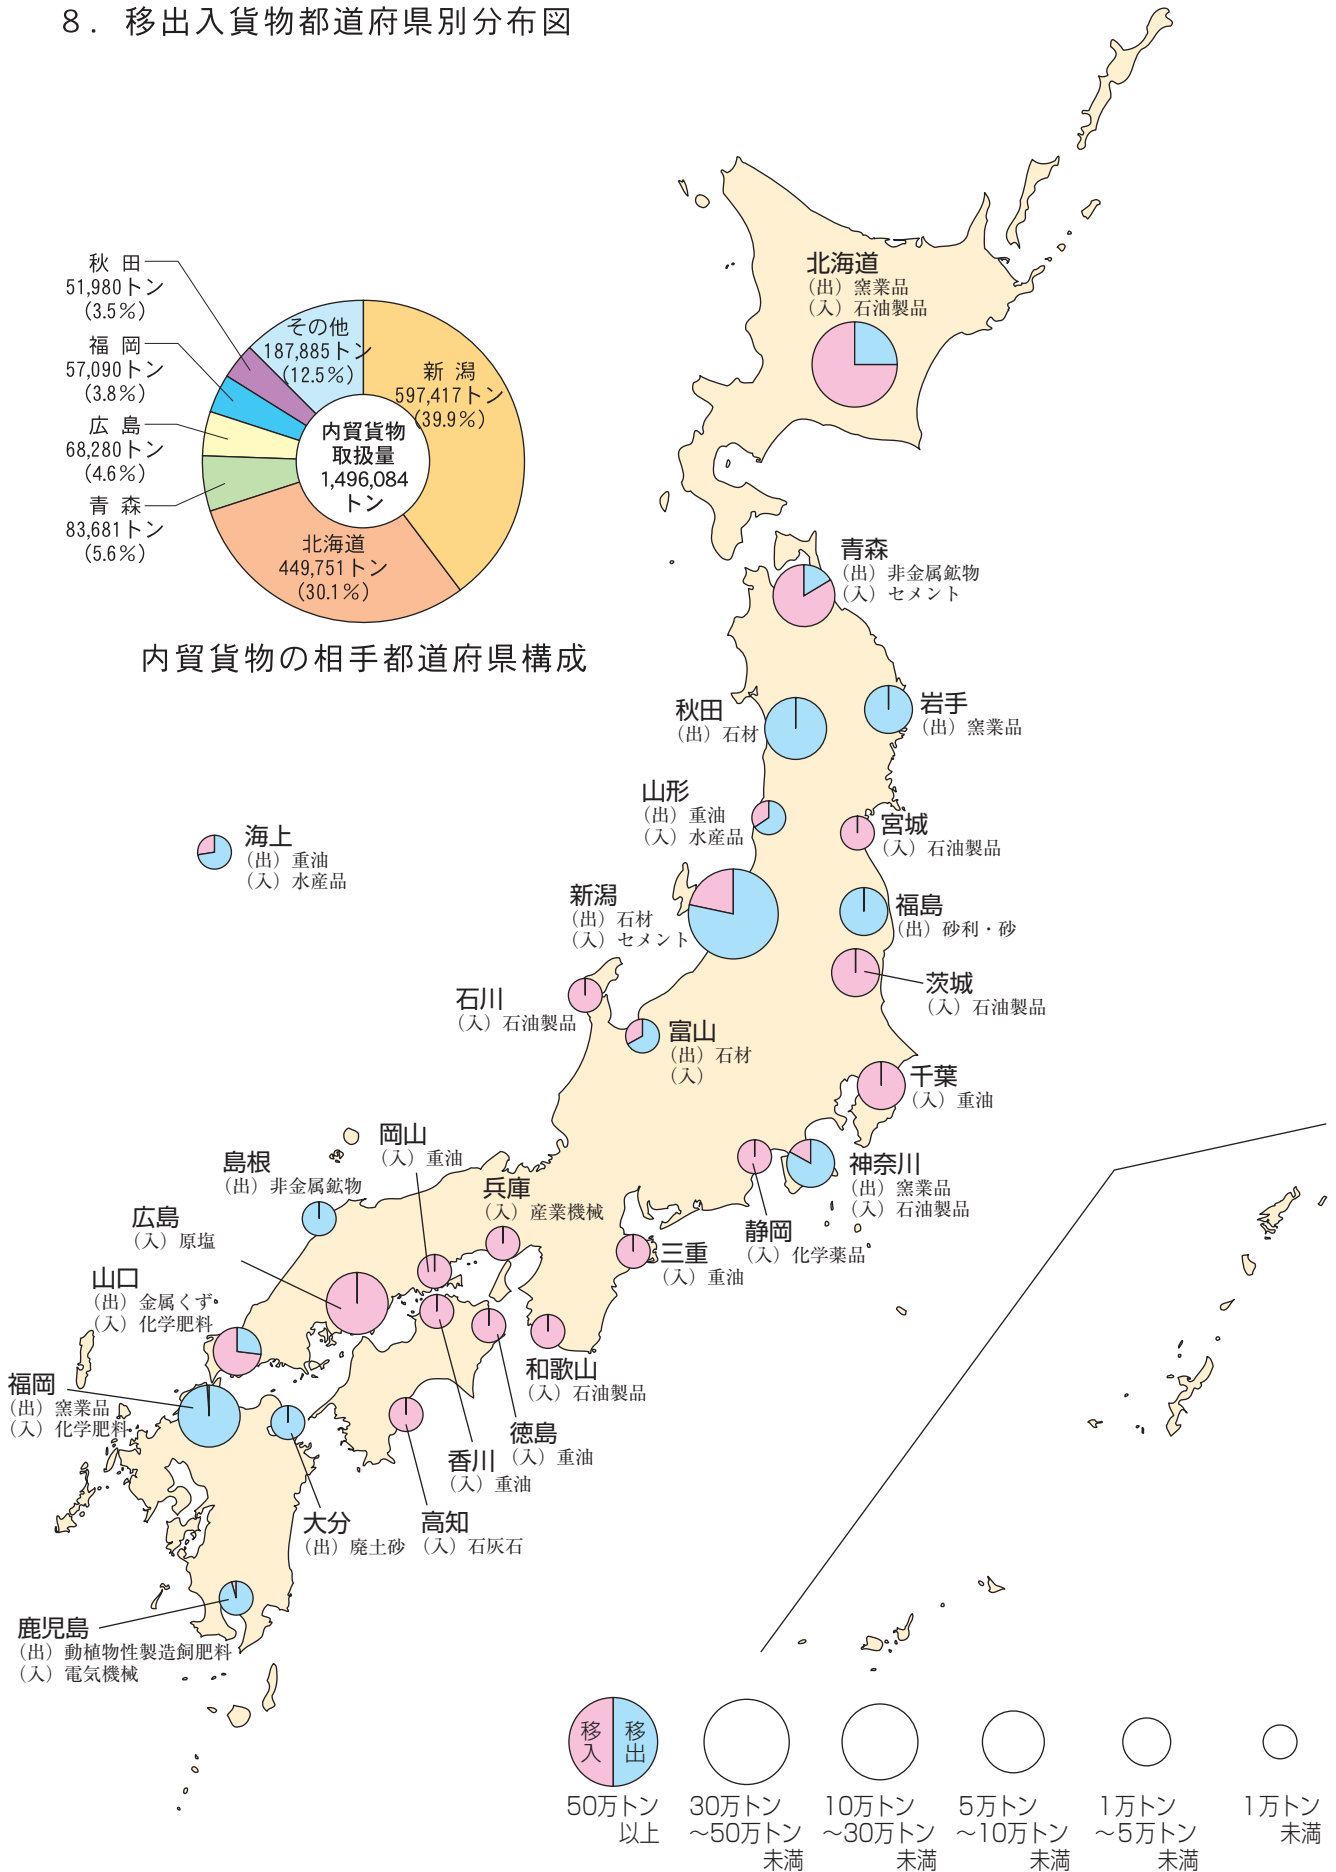 8．移出入貨物都道府県別分布図
秋 田
51,980トン
(3.5％)
福 岡
57,090トン
(3.8％)
広 島
68,280トン
(4.6％)
青 森
83,681トン
(5.6％)
その他
187,885トン
(12.5％)
新 潟
597,417トン
(39.9％)
内貿貨物
取扱量
1,496,084
トン
北海道
449,751トン
(30.1％)
内貿貨物の相手都道府県構成
北海道
（出）窯業品
（入）石油製品
青森
（出）非金属鉱物
（入）セメント
秋田
（出）石材
岩手
（出）窯業品
山形
（出）重油
（入）水産品
宮城
（入）石油製品
海上
（出）重油
（入）水産品
新潟
（出）石材
（入）セメント
福島
（出）砂利・砂
茨城
（入）石油製品
石川
（入）石油製品
富山
（出）石材
（入）
千葉
（入）重油
岡山
（入）重油
島根
（出）非金属鉱物
兵庫
（入）産業機械
神奈川
（出）窯業品
（入）石油製品
静岡
（入）化学薬品
三重
（入）重油
広島
（入）原塩
山口
（出）金属くず
（入）化学肥料
福岡
（出）窯業品
（入）化学肥料
和歌山
（入）石油製品
徳島
（入）重油
香川
（入）重油
大分
（出）廃土砂
高知
（入）石灰石
鹿児島
（出）動植物性製造飼肥料
（入）電気機械
移入
移出
50万トン
以上
30万トン
～50万トン
未満
10万トン
～30万トン
未満
5万トン
～10万トン
未満
1万トン
～5万トン
未満
1万トン
未満